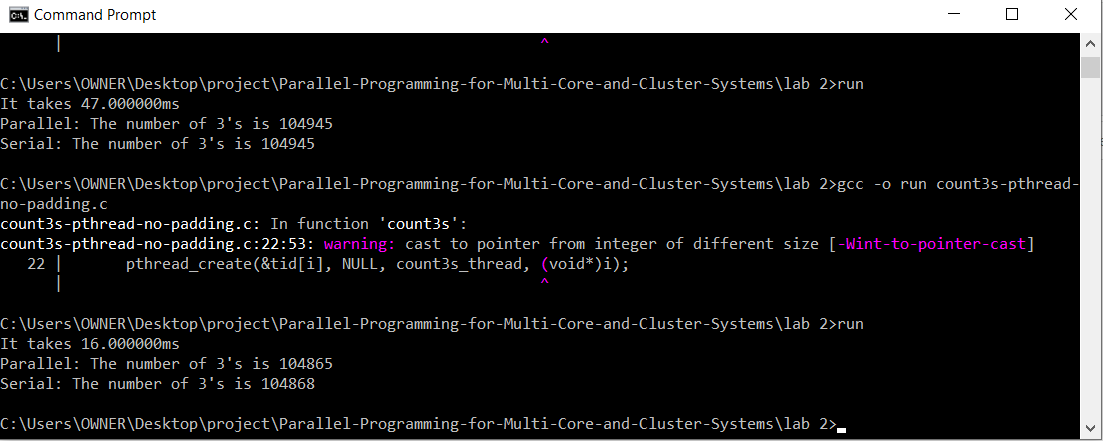 Command Prompt
| ^
C:\Users\OWNER\Desktop\project\Parallel-Programming-for-Multi-Core-and-Cluster-Systems\lab 2>run
It takes 47.000000ms
Parallel: The number of 3's is 104945
Serial: The number of 3's is 104945
C:\Users\OWNER\Desktop\project\Parallel-Programming-for-Multi-Core-and-Cluster-Systems\lab 2>gcc -o run count3s-pthread-
no-padding.c
count3s-pthread-no-padding.c: In function 'count3s':
count3s-pthread-no-padding.c:22:53: warning: cast to pointer from integer of different size [-Wint-to-pointer-cast]
22 | pthread_create(&tid[i], NULL, count3s_thread, (void*)i);
| ^
C:\Users\OWNER\Desktop\project\Parallel-Programming-for-Multi-Core-and-Cluster-Systems\lab 2>run
It takes 16.000000ms
Parallel: The number of 3's is 104865
Serial: The number of 3's is 104868
C:\Users\OWNER\Desktop\project\Parallel-Programming-for-Multi-Core-and-Cluster-Systems\lab 2>